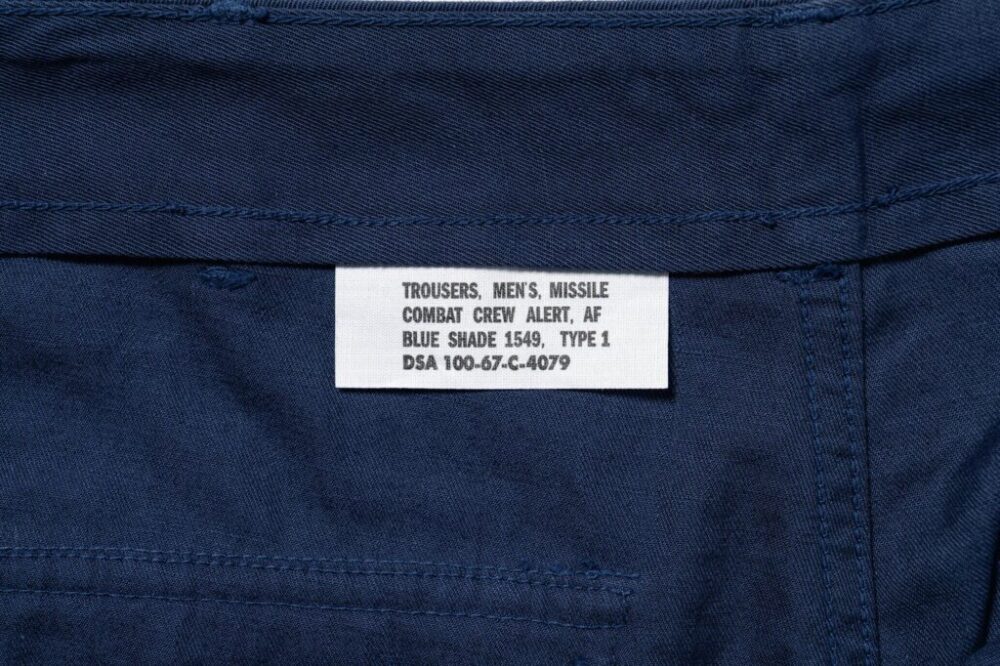 TROUSERS, MEN'S, MISSILE
COMBAT CREW ALERT, AF
BLUE SHADE 1549, TYPE 1
DSA 100-67-C-4079